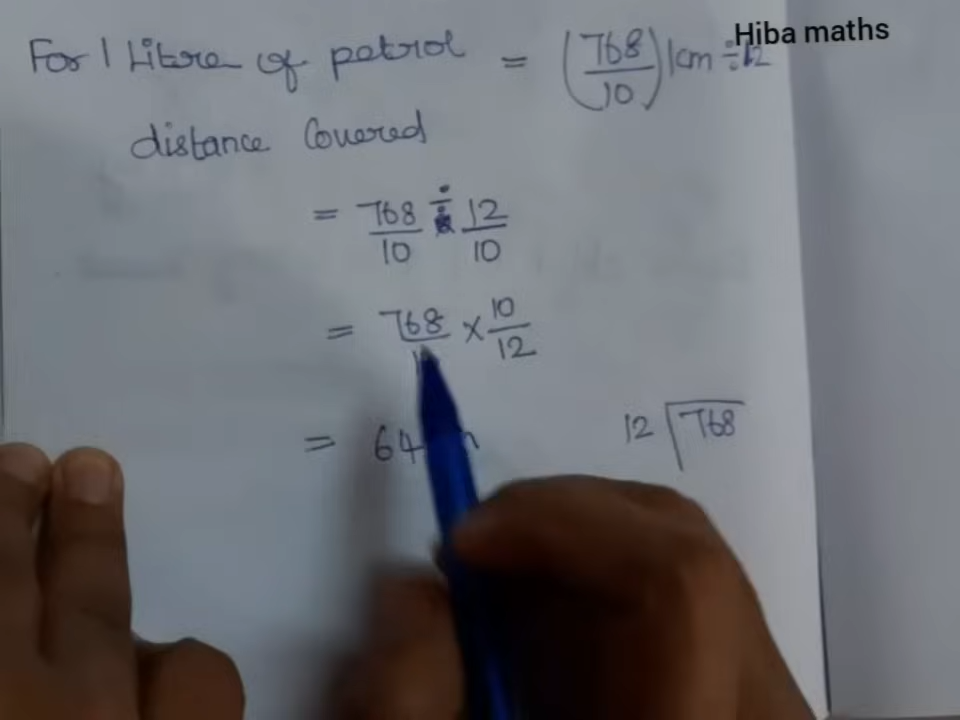 Hiba maths
For 1 Litre of petrol = (768/10) km ÷ 12
distance Covered
= 768/10 ÷ 12/10
= 768/ × 10/12
= 64
12 768